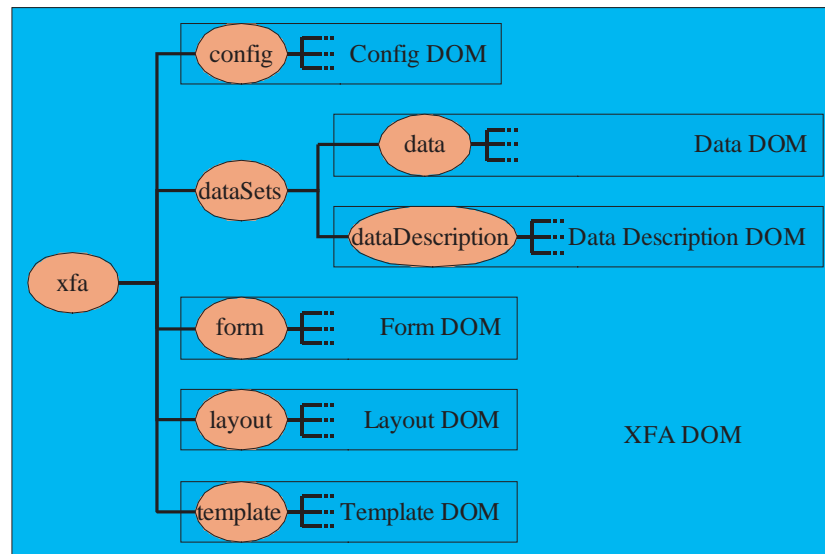 config Config DOM
data Data DOM
dataSets
dataDescription Data Description DOM
xfa
form Form DOM
layout Layout DOM
XFA DOM
template Template DOM